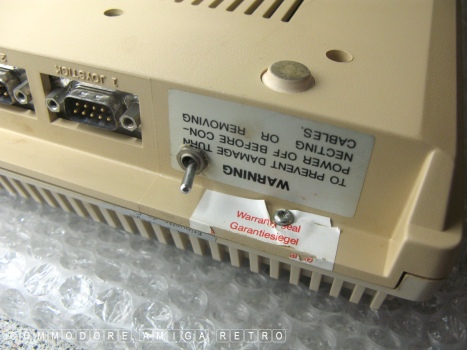 2
1 JOYSTICK
WARNING
TO PREVENT DAMAGE TURN
POWER OFF BEFORE CON-
NECTING OR REMOVING
CABLES.
Warranty seal
Garantiesiegel
COMMODORE AMIGA RETRO